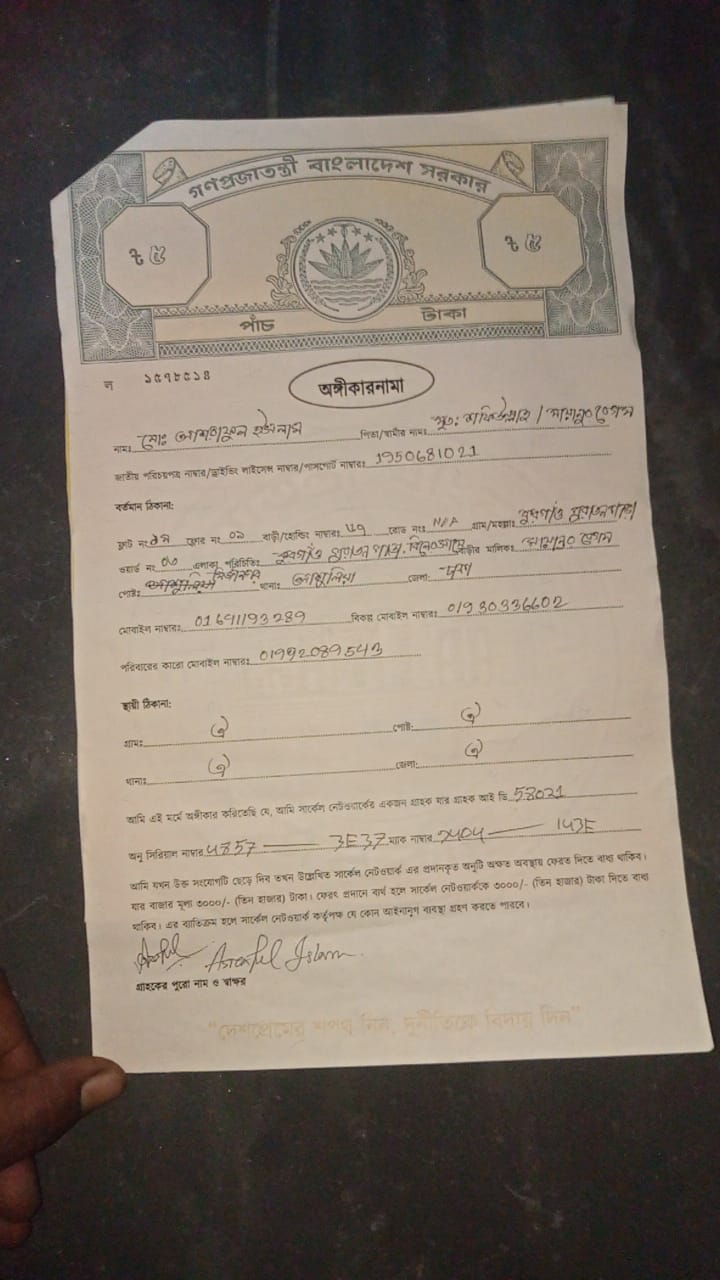 গণপ্রজাতন্ত্রী বাংলাদেশ সরকার
৳ ৫ ৳ ৫
পাঁচ টাকা
ল ১৫৭৮৫১৪
অঙ্গীকারনামা
নামঃ মোঃ আশরাফুল ইসলাম পিতা/স্বামীর নামঃ
জাতীয় পরিচয়পত্র নাম্বার/ড্রাইভিং লাইসেন্স নাম্বার/পাসপোর্ট নাম্বারঃ 1950681021
বর্তমান ঠিকানা:
ফ্লাট নং ফ্লোর নং ০১ বাড়ী/হোল্ডিং নাম্বারঃ রোড নংঃ N/A গ্রাম/মহল্লাঃ
ওয়ার্ড নং এলাকা পরিচিতিঃ বাড়ীর মালিকঃ
পোষ্টঃ থানাঃ আশুলিয়া জেলা: ঢাকা
মোবাইল নাম্বারঃ 01641193289 বিকল্প মোবাইল নাম্বারঃ 01930336602
পরিবারের কারো মোবাইল নাম্বারঃ
স্থায়ী ঠিকানা:
গ্রামঃ ঐ পোষ্ট: ঐ
থানাঃ ঐ জেলা: ঐ
আমি এই মর্মে অঙ্গীকার করিতেছি যে, আমি সার্কেল নেটওয়ার্কের একজন গ্রাহক যার গ্রাহক আই ডি 58021
অনু সিরিয়াল নাম্বার 4857 — 3E37 ম্যাক নাম্বার — 143E
আমি যখন উক্ত সংযোগটি ছেড়ে দিব তখন উল্লেখিত সার্কেল নেটওয়ার্ক এর প্রদানকৃত অনুটি অক্ষত অবস্থায় ফেরত দিতে বাধ্য থাকিব।
যার বাজার মূল্য ৩০০০/- (তিন হাজার) টাকা। ফেরৎ প্রদানে ব্যর্থ হলে সার্কেল নেটওয়ার্ককে ৩০০০/- (তিন হাজার) টাকা দিতে বাধ্য
থাকিব। এর ব্যতিক্রম হলে সার্কেল নেটওয়ার্ক কর্তৃপক্ষ যে কোন আইনানুগ ব্যবস্থা গ্রহণ করতে পারবে।
Asraful Islam
গ্রাহকের পুরো নাম ও স্বাক্ষর
"দেশপ্রেমের শপথ নিন, দুর্নীতিকে বিদায় দিন"